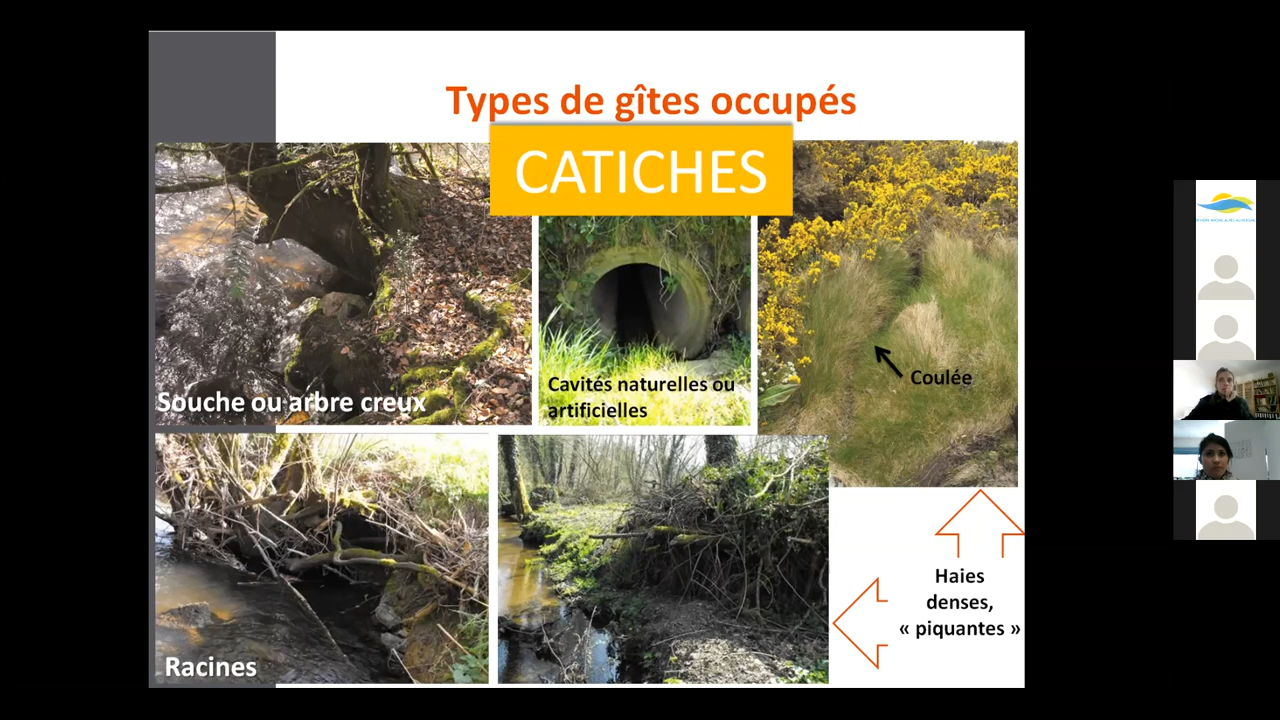 Types de gîtes occupés
CATICHES
Souche ou arbre creux
Cavités naturelles ou
artificielles
Coulée
Racines
Haies
denses,
« piquantes »